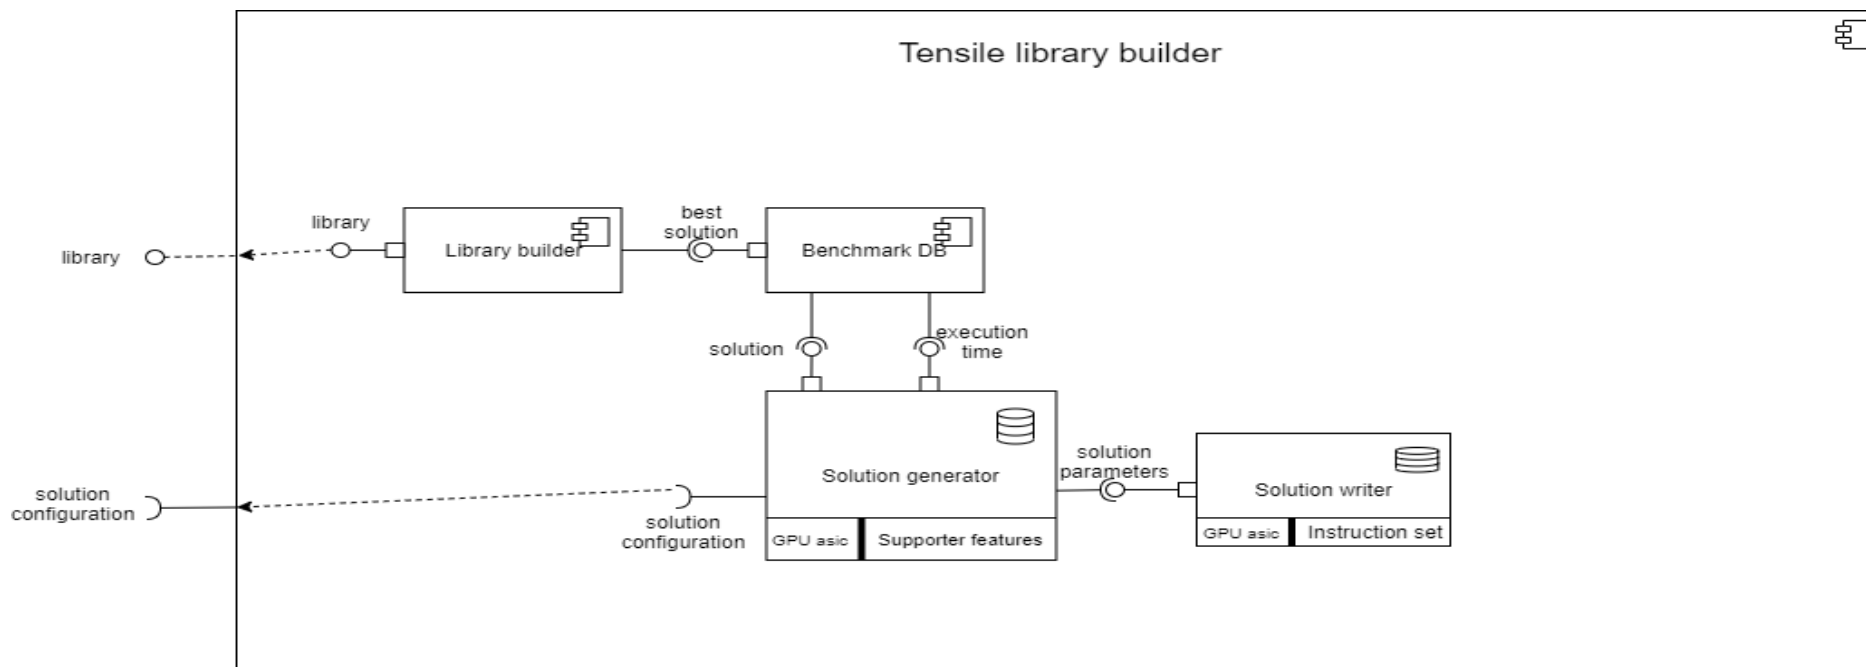 Tensile library builder
library
library
Library builder
best
solution
Benchmark DB
solution
execution
time
solution
configuration
solution
configuration
Solution generator
GPU asic
Supporter features
solution
parameters
Solution writer
GPU asic
Instruction set